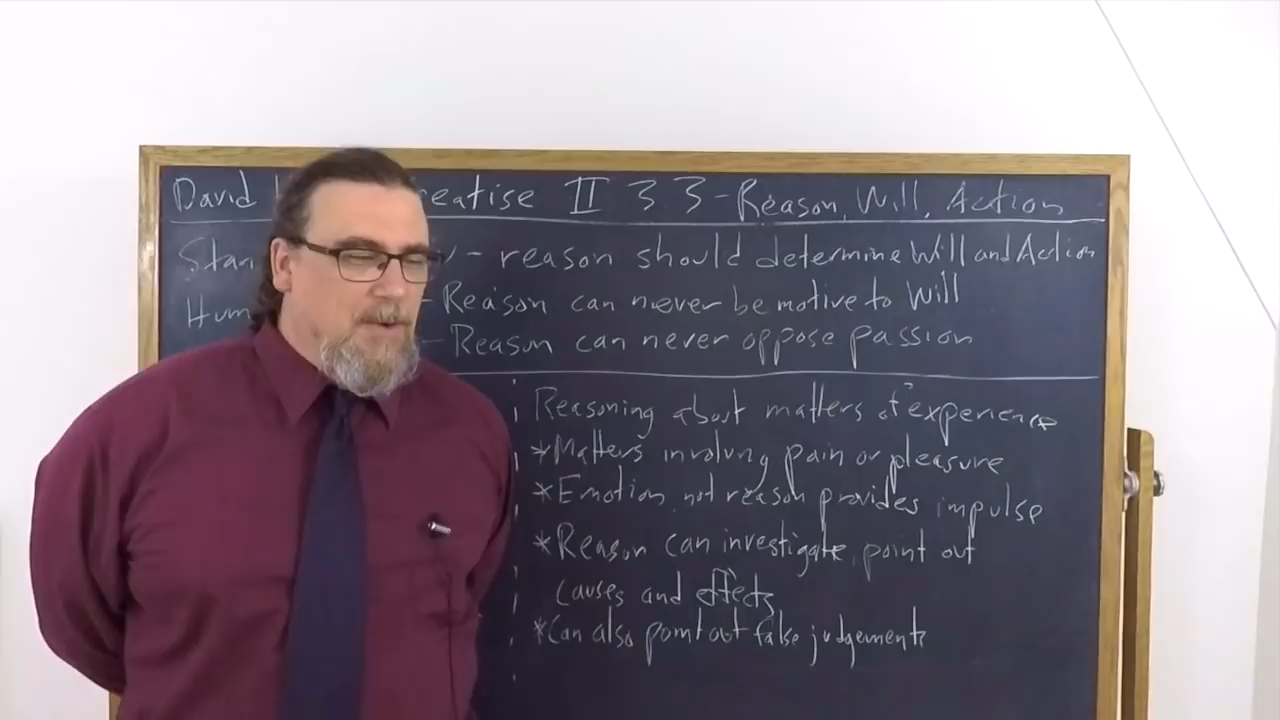 David reatise II 3 3 - Reason, Will, Action
Stan - reason should determine Will and Action
Hum - Reason can never be motive to Will
- Reason can never oppose passion
Reasoning about matters of experience
*Matters involving pain or pleasure
*Emotion not reason provides impulse
*Reason can investigate, point out
causes and effects
*Can also point out false judgements